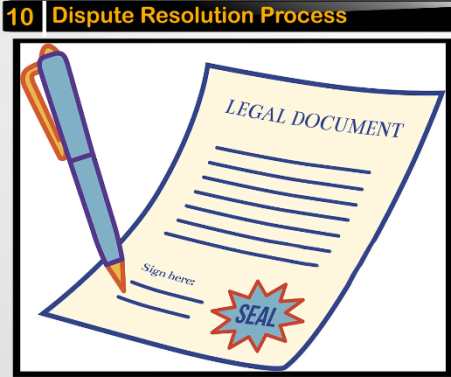 10 Dispute Resolution Process
LEGAL DOCUMENT
Sign here:
SEAL